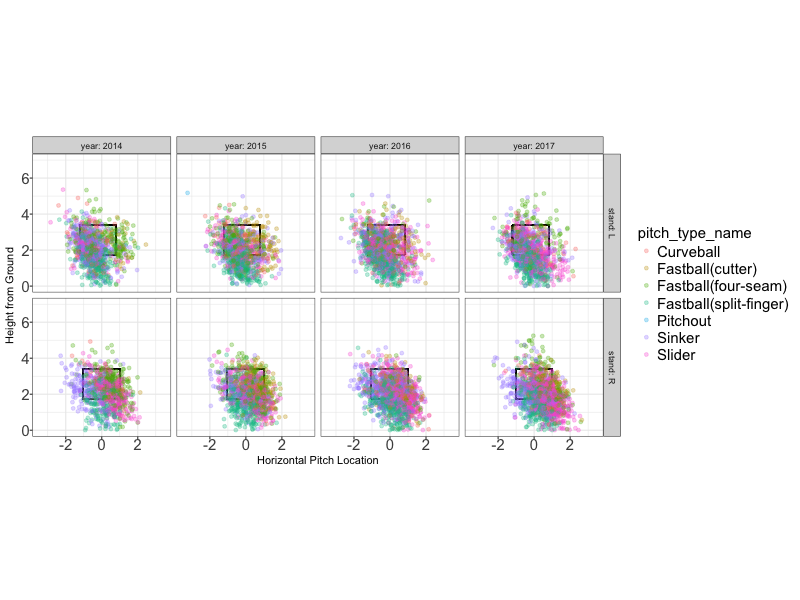 year: 2014 year: 2015 year: 2016 year: 2017
6
4
2
0
stand: L
6
4
2
0
stand: R
-2 0 2 -2 0 2 -2 0 2 -2 0 2
Horizontal Pitch Location
Height from Ground
pitch_type_name
Curveball
Fastball(cutter)
Fastball(four-seam)
Fastball(split-finger)
Pitchout
Sinker
Slider